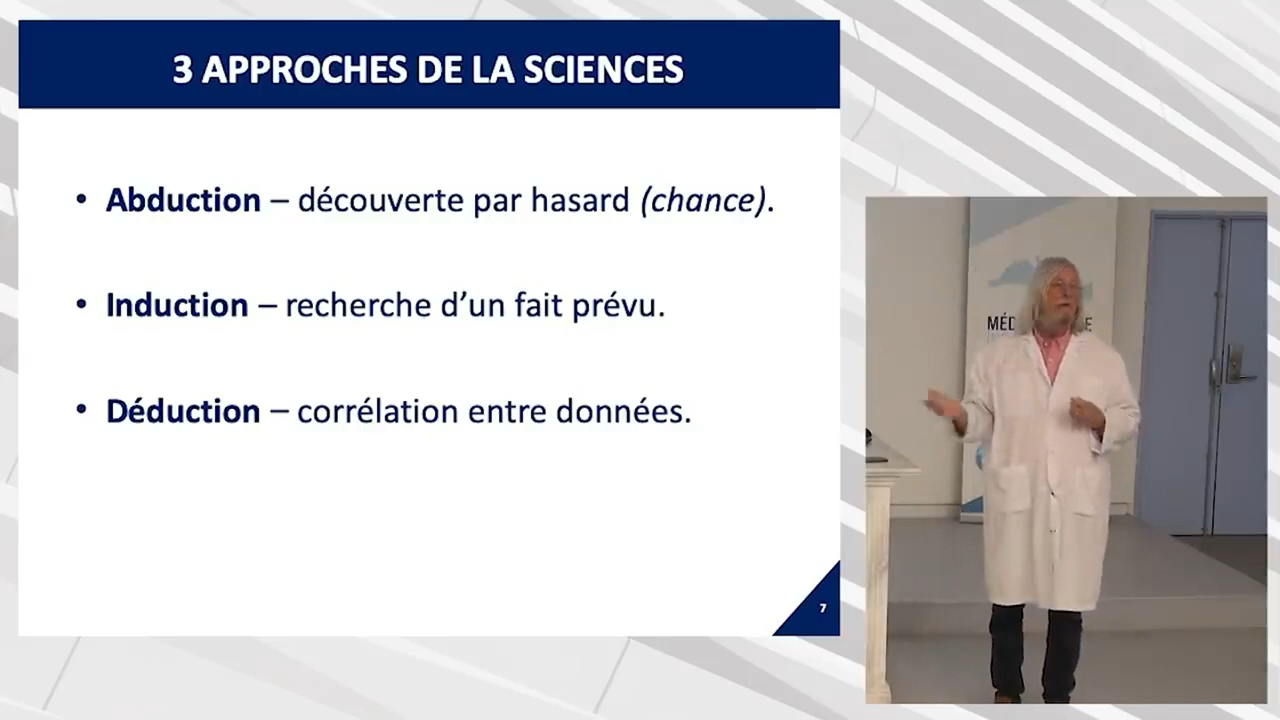 3 APPROCHES DE LA SCIENCES
• Abduction – découverte par hasard (chance).
• Induction – recherche d’un fait prévu.
• Déduction – corrélation entre données.
7